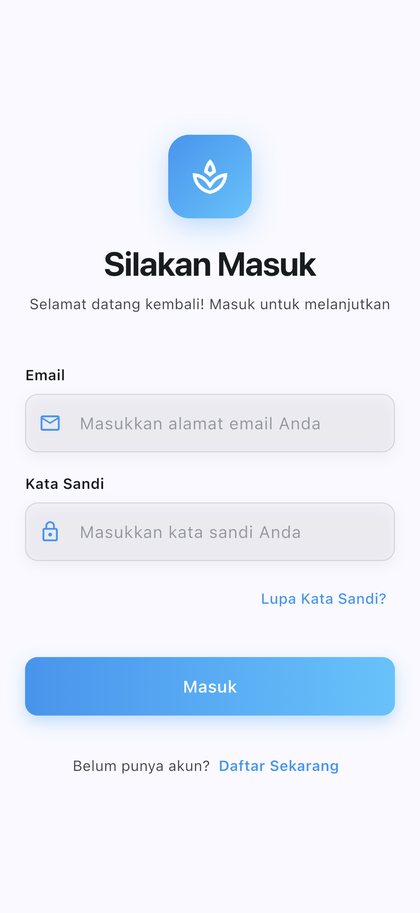 Silakan Masuk
Selamat datang kembali! Masuk untuk melanjutkan
Email
Masukkan alamat email Anda
Kata Sandi
Masukkan kata sandi Anda
Lupa Kata Sandi?
Masuk
Belum punya akun? Daftar Sekarang